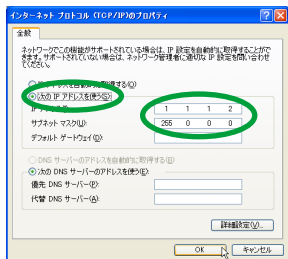 インターネット プロトコル (TCP/IP)のプロパティ
全般
ネットワークでこの機能がサポートされている場合は、IP 設定を自動的に取得することがで
きます。サポートされていない場合は、ネットワーク管理者に適切な IP 設定を問い合わせ
てください。
次の IP アドレスを使う(S):
1 1 1 2
サブネット マスク(U): 255 0 0 0
デフォルト ゲートウェイ(D):
DNS サーバーのアドレスを自動的に取得する(B)
次の DNS サーバーのアドレスを使う(E):
優先 DNS サーバー(P):
代替 DNS サーバー(A):
詳細設定(V)...
OK キャンセル